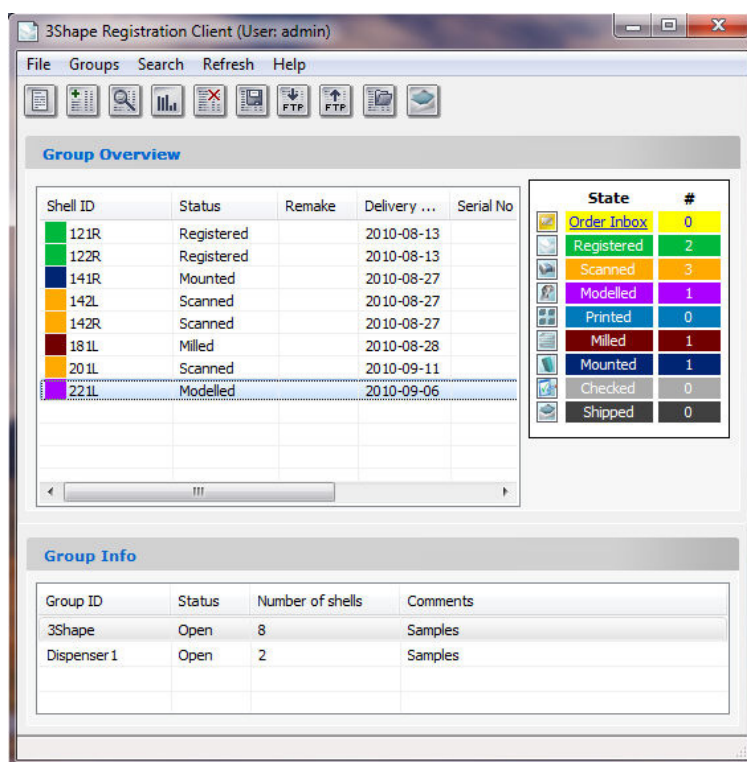 3Shape Registration Client (User: admin)
File Groups Search Refresh Help
FTP FTP
Group Overview
Shell ID Status Remake Delivery ... Serial No
121R Registered 2010-08-13
122R Registered 2010-08-13
141R Mounted 2010-08-27
142L Scanned 2010-08-27
142R Scanned 2010-08-27
181L Milled 2010-08-28
201L Scanned 2010-09-11
221L Modelled 2010-09-06
State #
Order Inbox 0
Registered 2
Scanned 3
Modelled 1
Printed 0
Milled 1
Mounted 1
Checked 0
Shipped 0
Group Info
Group ID Status Number of shells Comments
3Shape Open 8 Samples
Dispenser1 Open 2 Samples